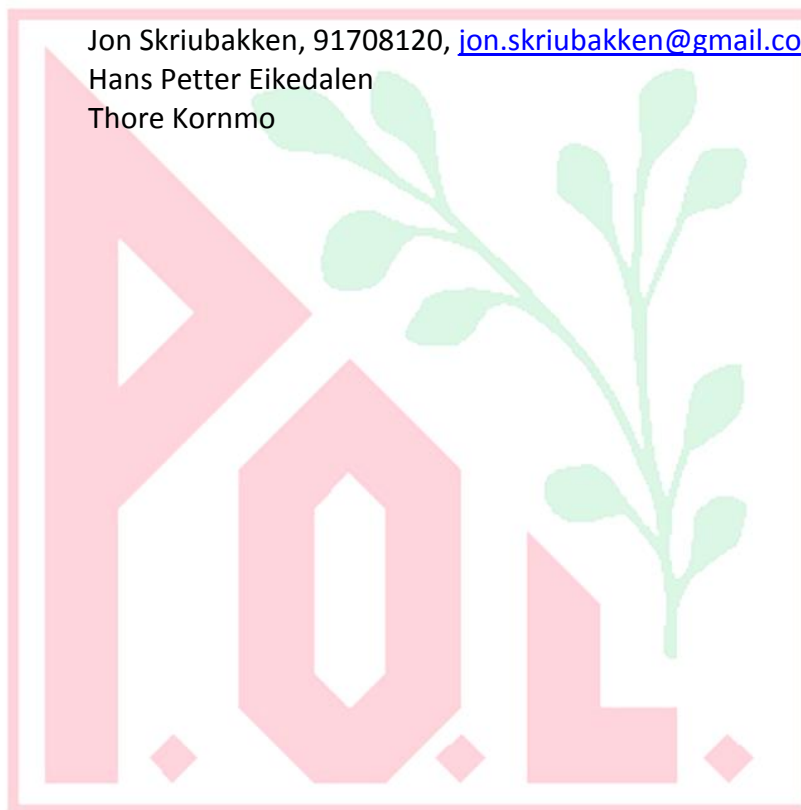 Jon Skriubakken, 91708120, jon.skriubakken@gmail.co
Hans Petter Eikedalen
Thore Kornmo
P.O.L.